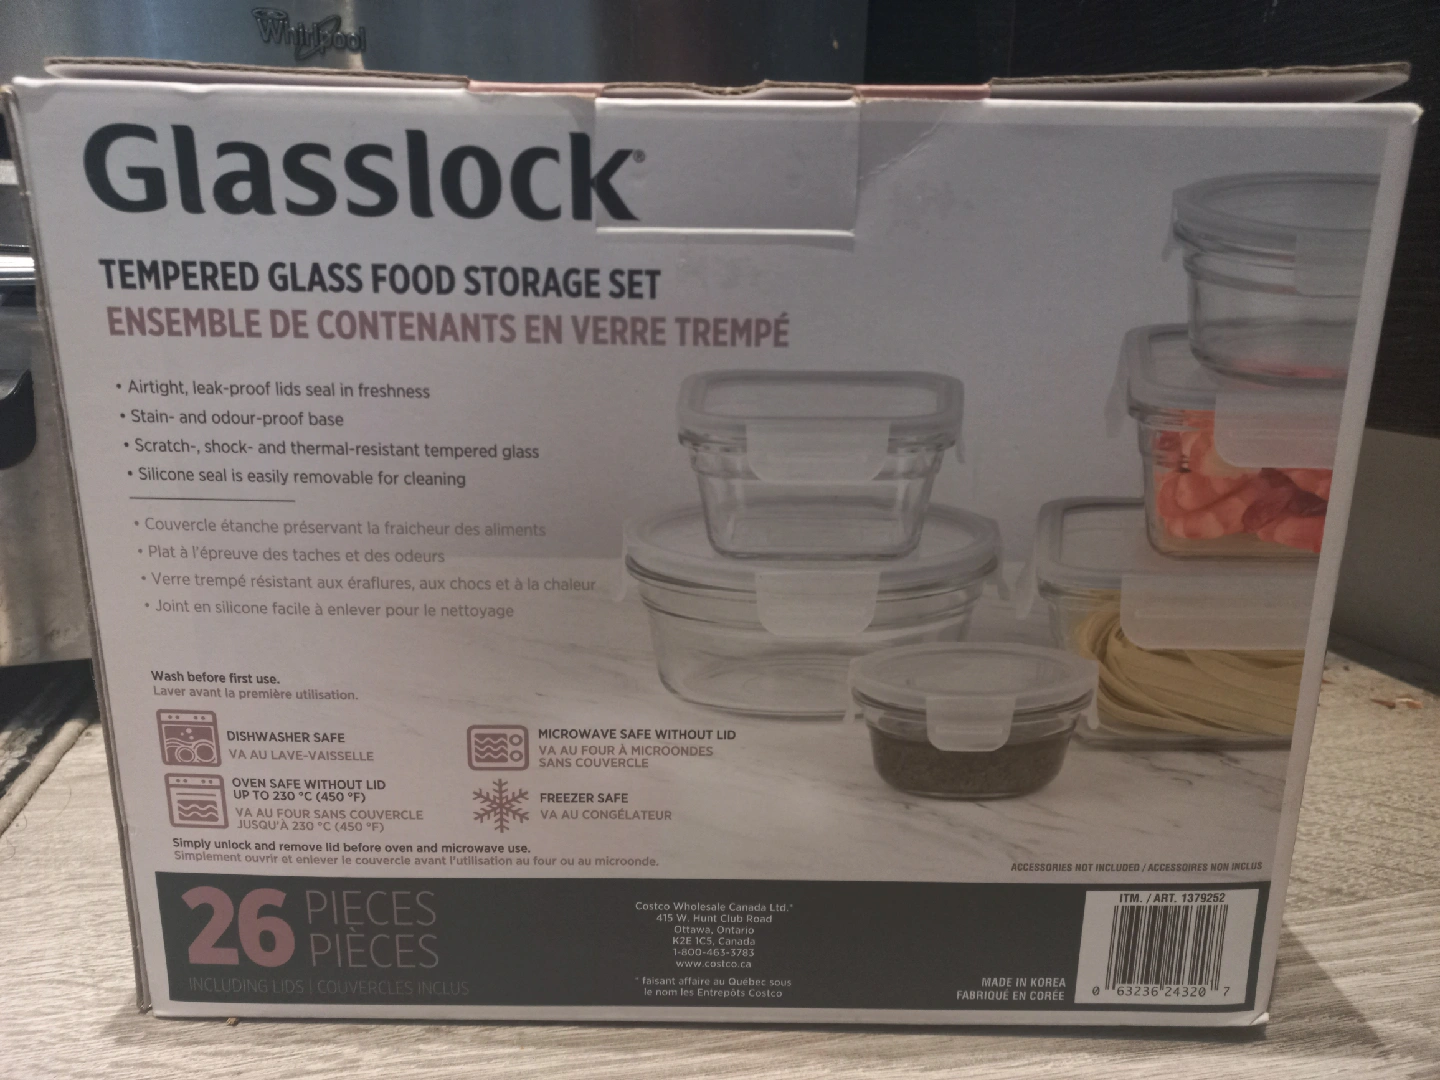 Whirlpool
Glasslock®
TEMPERED GLASS FOOD STORAGE SET
ENSEMBLE DE CONTENANTS EN VERRE TREMPÉ
• Airtight, leak-proof lids seal in freshness
• Stain- and odour-proof base
• Scratch-, shock- and thermal-resistant tempered glass
• Silicone seal is easily removable for cleaning
• Couvercle étanche préservant la fraicheur des aliments
• Plat à l'épreuve des taches et des odeurs
• Verre trempé résistant aux éraflures, aux chocs et à la chaleur
• Joint en silicone facile à enlever pour le nettoyage
Wash before first use.
Laver avant la première utilisation.
DISHWASHER SAFE
VA AU LAVE-VAISSELLE
MICROWAVE SAFE WITHOUT LID
VA AU FOUR À MICROONDES
SANS COUVERCLE
OVEN SAFE WITHOUT LID
UP TO 230 °C (450 °F)
VA AU FOUR SANS COUVERCLE
JUSQU'À 230 °C (450 °F)
FREEZER SAFE
VA AU CONGÉLATEUR
Simply unlock and remove lid before oven and microwave use.
Simplement ouvrir et enlever le couvercle avant l'utilisation au four ou au microonde.
ACCESSORIES NOT INCLUDED / ACCESSOIRES NON INCLUS
26 PIECES
PIÈCES
INCLUDING LIDS | COUVERCLES INCLUS
Costco Wholesale Canada Ltd.*
415 W. Hunt Club Road
Ottawa, Ontario
K2E 1C5, Canada
1-800-463-3783
www.costco.ca
* faisant affaire au Québec sous
le nom les Entrepôts Costco
MADE IN KOREA
FABRIQUÉ EN CORÉE
ITM. / ART. 1379252
0 63236 24320 7